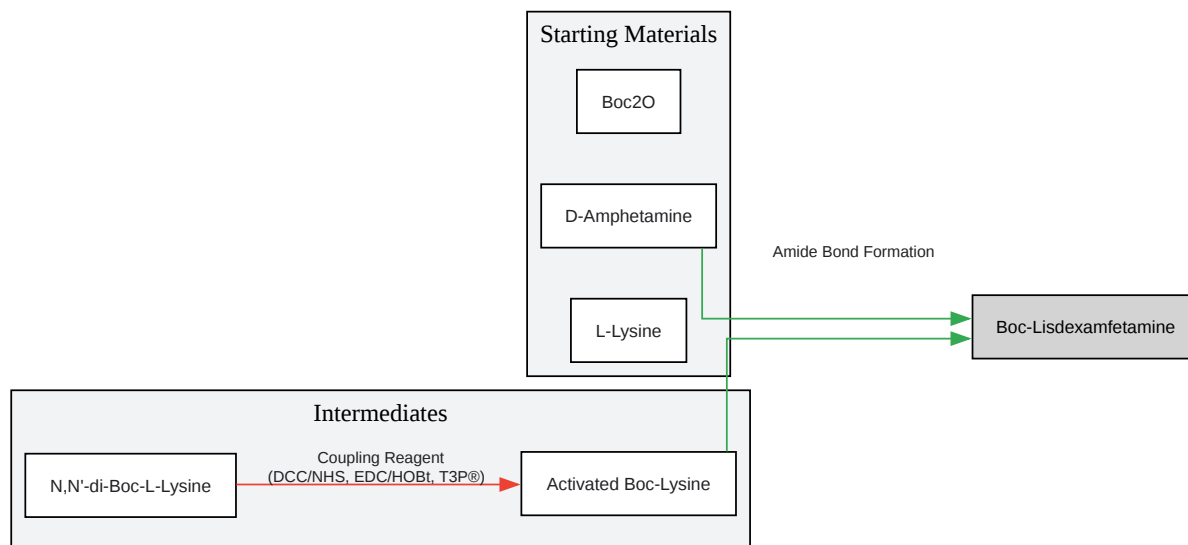 Starting Materials
Boc2O
D-Amphetamine
Amide Bond Formation
L-Lysine
Boc-Lisdexamfetamine
Intermediates
N,N'-di-Boc-L-Lysine
Coupling Reagent
(DCC/NHS, EDC/HOBt, T3P®)
Activated Boc-Lysine